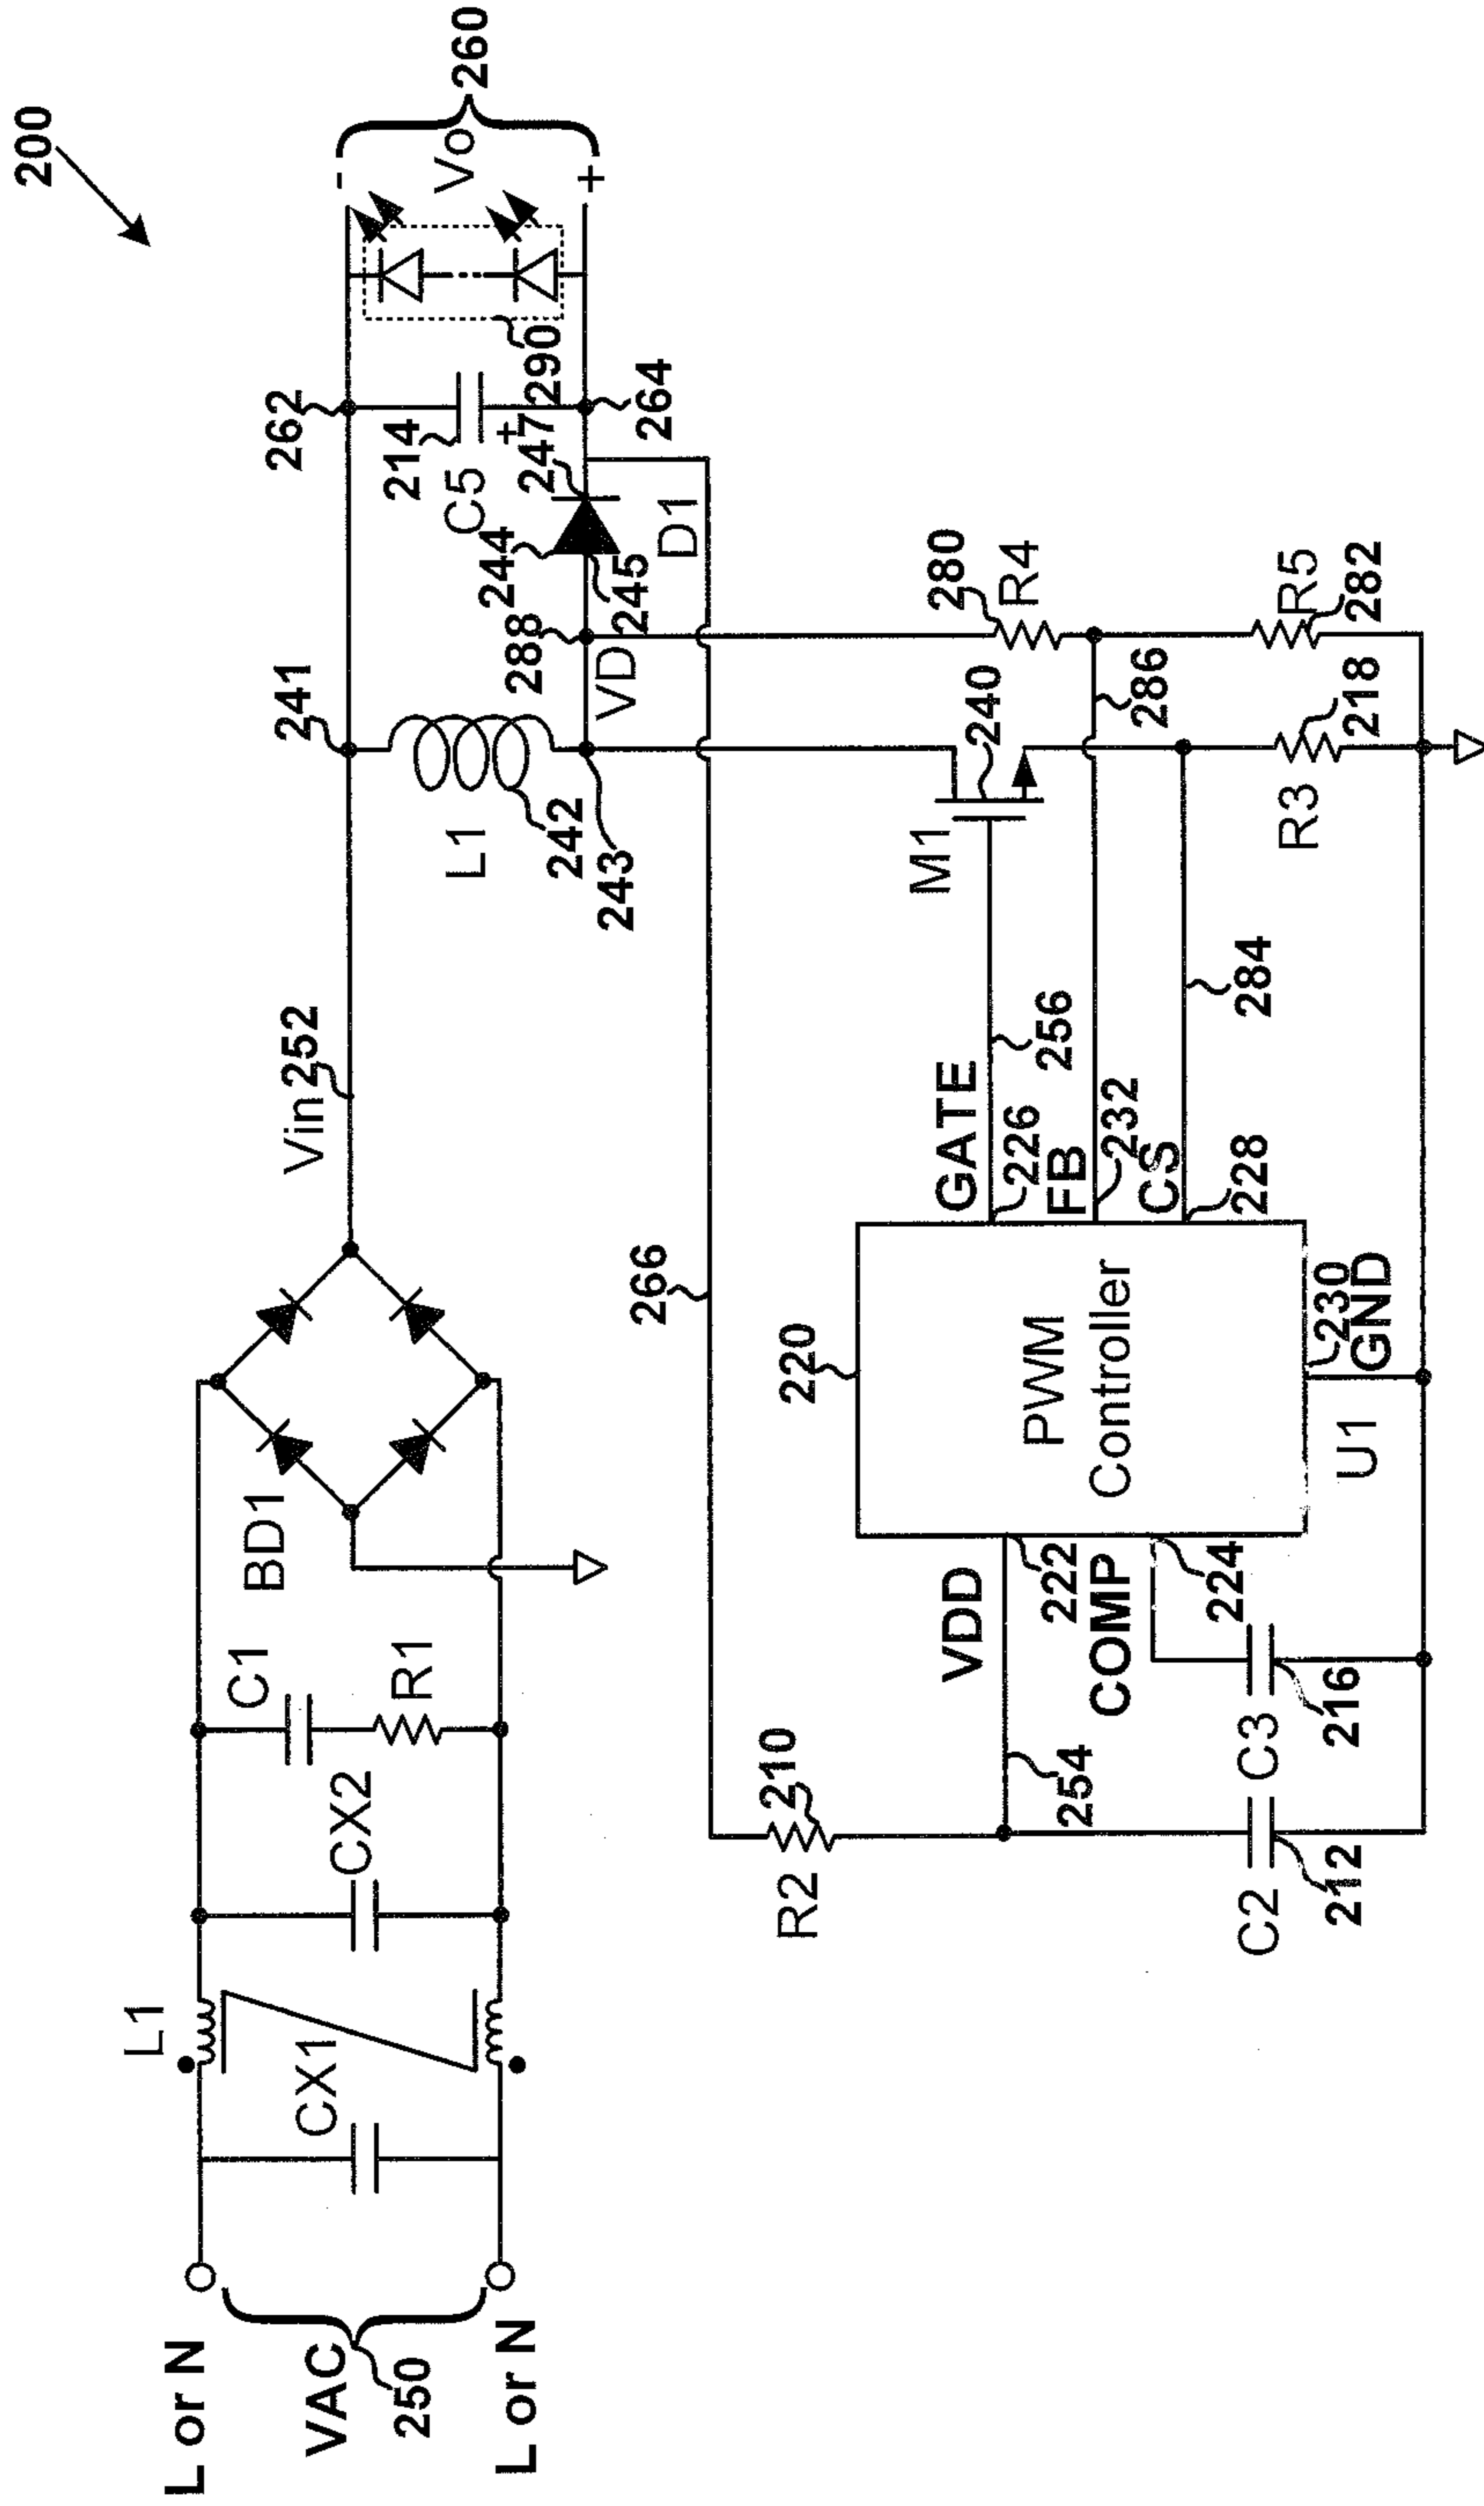 200
L or N
VAC
250
L or N
L1
CX1
CX2
C1
R1
BD1
Vin
252
241
L1
242
243
262
214
C5
+
247
290
244
245
288
VD
D1
264
-
Vo
+
260
266
220
PWM
Controller
U1
R2
210
VDD
222
254
COMP
224
C2
212
C3
216
GATE
226
256
FB
232
CS
228
230
GND
284
286
M1
240
280
R4
R5
282
R3
218